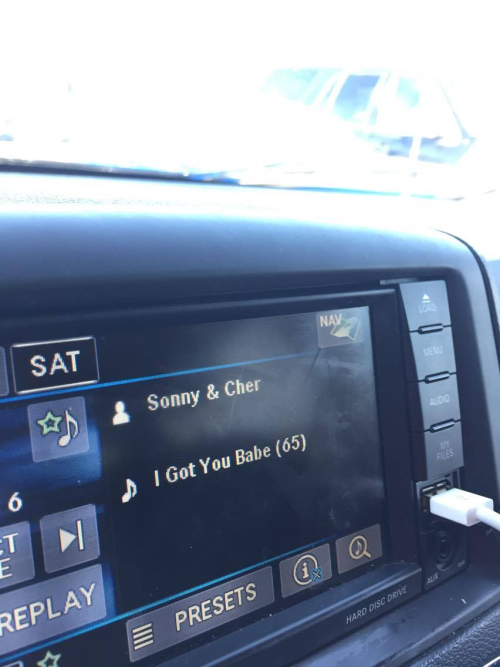 NAV
SAT
Sonny & Cher
I Got You Babe (65)
6
CT
E
REPLAY
PRESETS
HARD DISC DRIVE
LOAD
MENU
AUDIO
MY
FILES
AUX